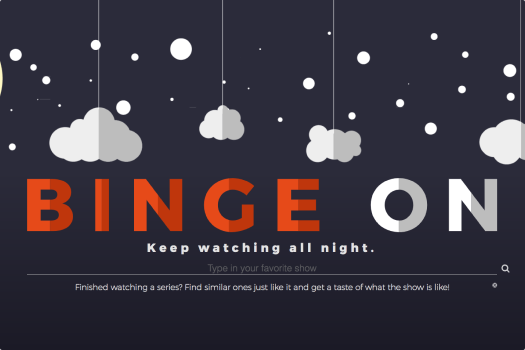 BINGE ON
Keep watching all night.
Type in your favorite show
Finished watching a series? Find similar ones just like it and get a taste of what the show is like!